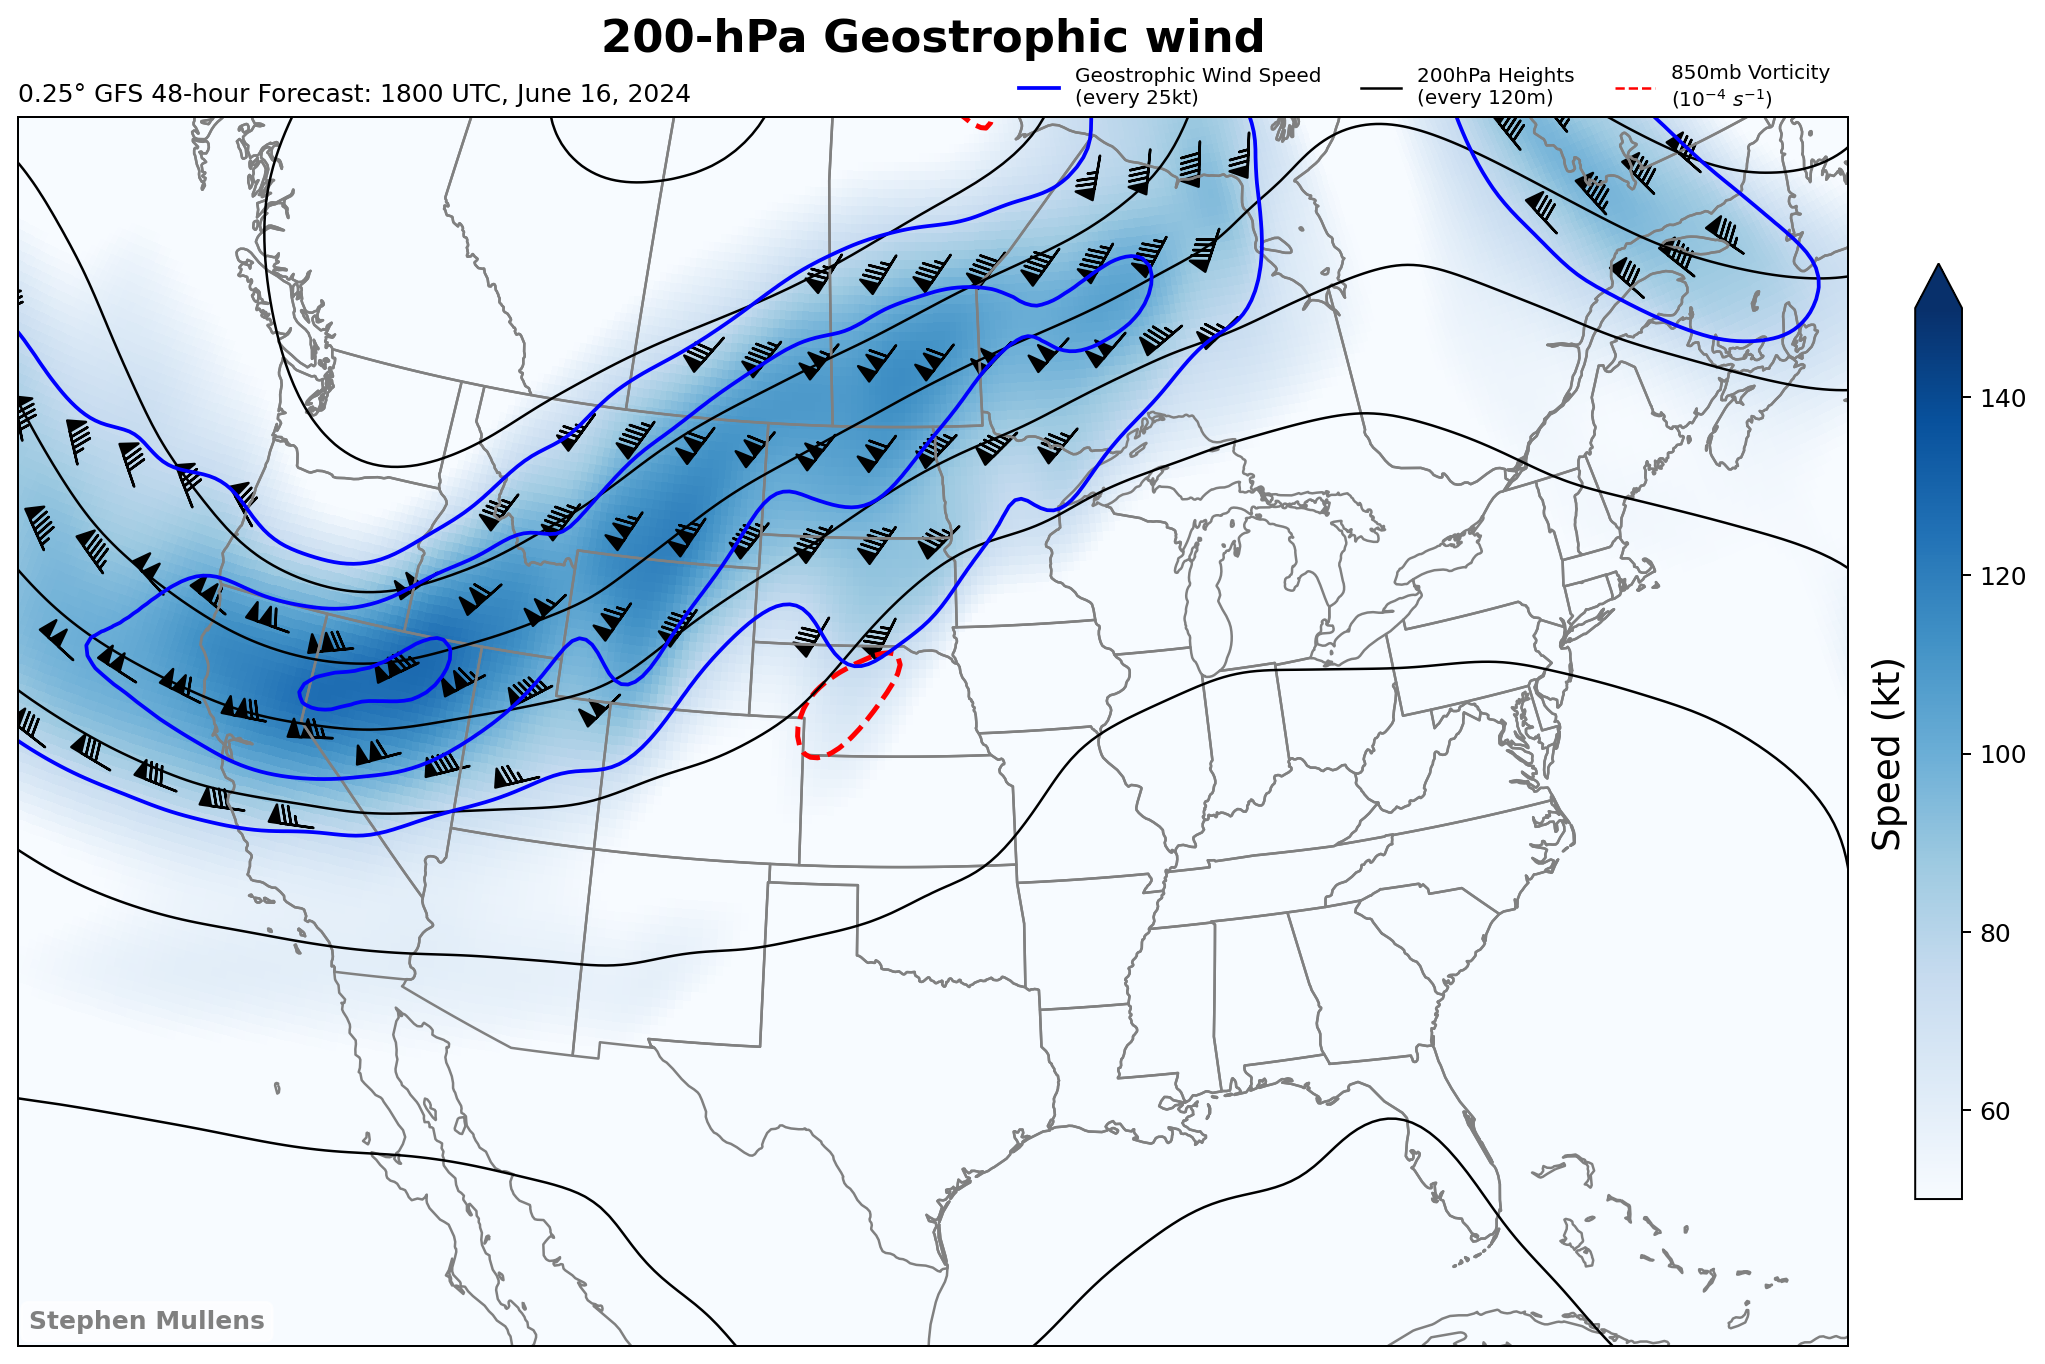 200-hPa Geostrophic wind
0.25° GFS 48-hour Forecast: 1800 UTC, June 16, 2024
Geostrophic Wind Speed
(every 25kt)
200hPa Heights
(every 120m)
850mb Vorticity
(10⁻⁴ s⁻¹)
140
120
100
80
60
Speed (kt)
Stephen Mullens